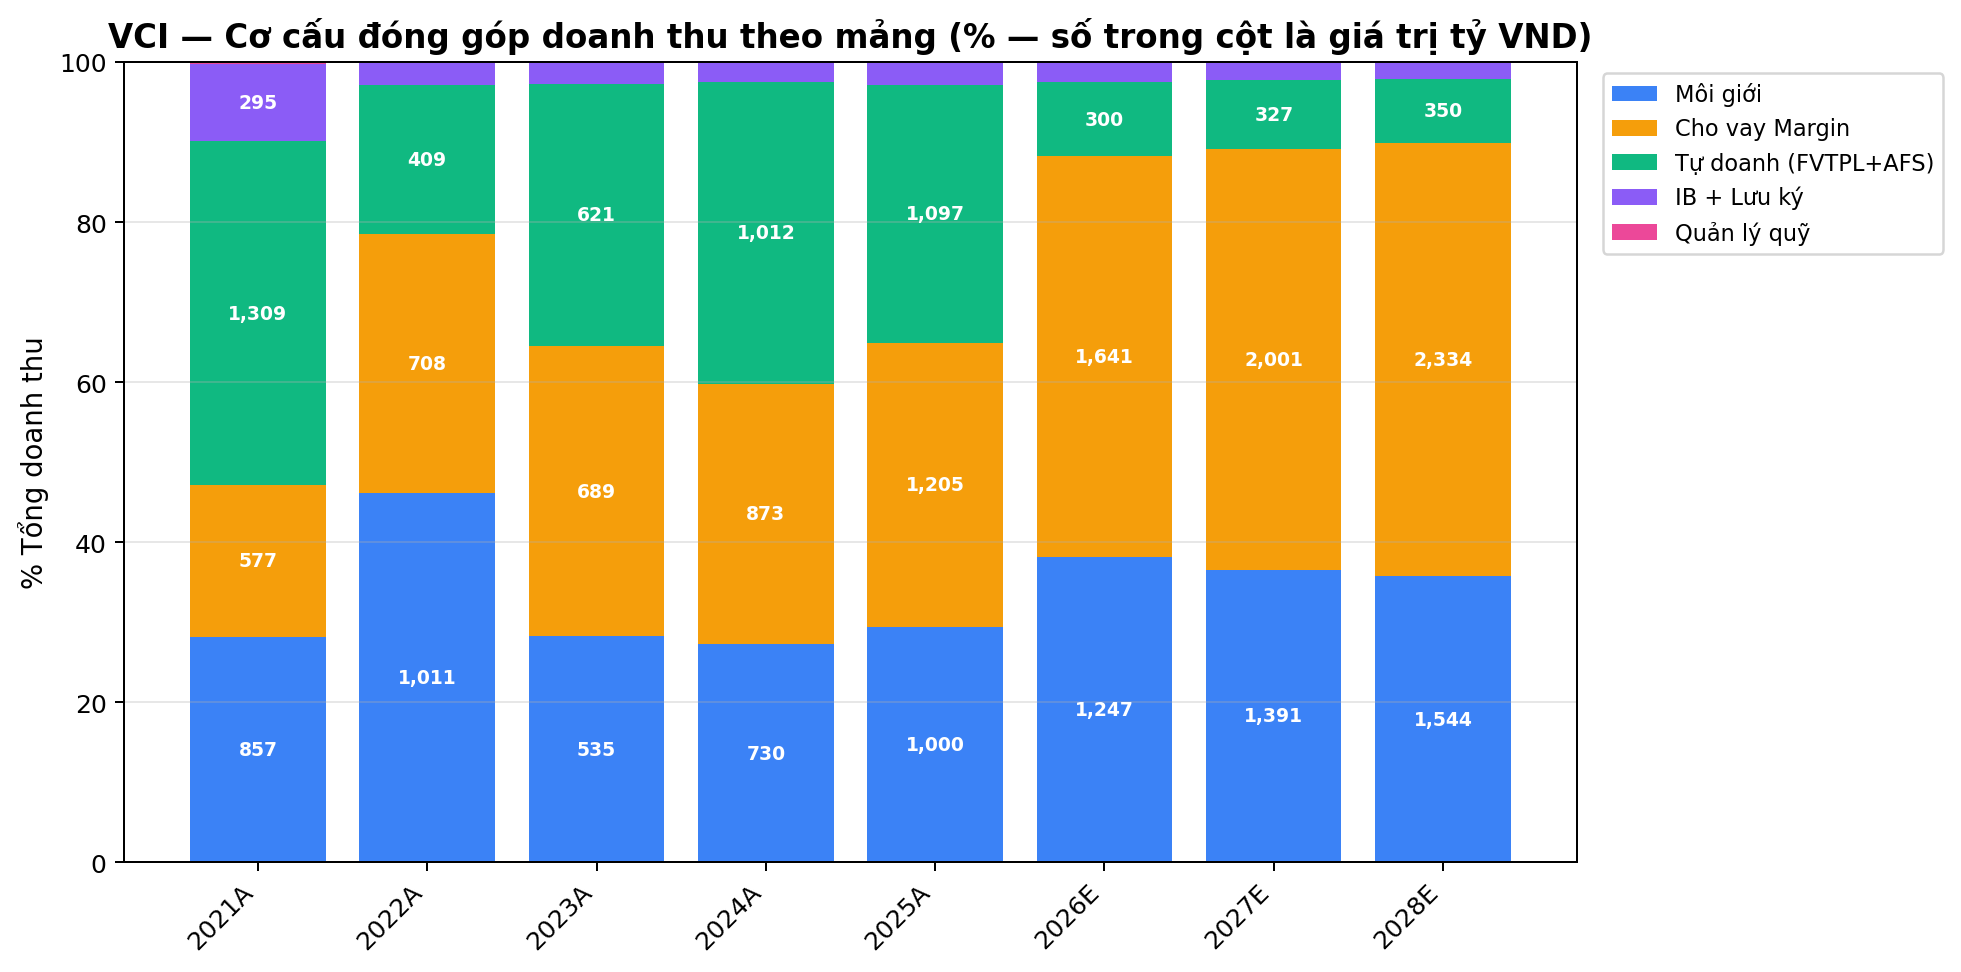 VCI — Cơ cấu đóng góp doanh thu theo mảng (% — số trong cột là giá trị tỷ VND)
% Tổng doanh thu
100
80
60
40
20
0
295
1,309
577
857
409
708
1,011
621
689
535
1,012
873
730
1,097
1,205
1,000
300
1,641
1,247
327
2,001
1,391
350
2,334
1,544
2021A
2022A
2023A
2024A
2025A
2026E
2027E
2028E
Môi giới
Cho vay Margin
Tự doanh (FVTPL+AFS)
IB + Lưu ký
Quản lý quỹ